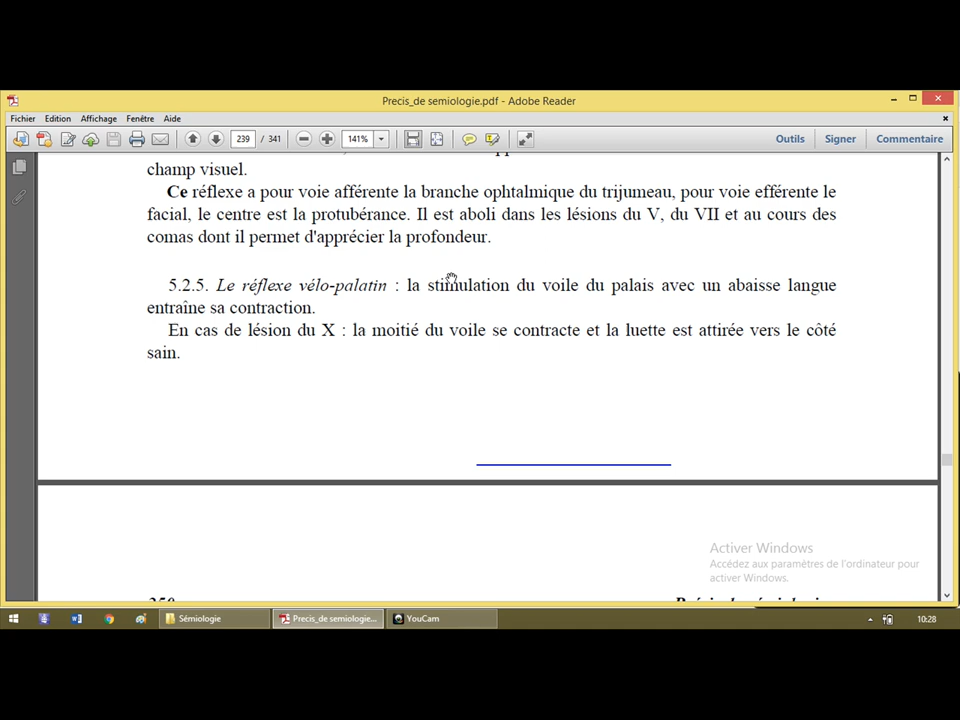 Precis_de semiologie.pdf - Adobe Reader
Fichier Edition Affichage Fenêtre Aide
239 / 341 141% Outils Signer Commentaire
champ visuel.
Ce réflexe a pour voie afférente la branche ophtalmique du trijumeau, pour voie efférente le
facial, le centre est la protubérance. Il est aboli dans les lésions du V, du VII et au cours des
comas dont il permet d'apprécier la profondeur.
5.2.5. Le réflexe vélo-palatin : la stimulation du voile du palais avec un abaisse langue
entraîne sa contraction.
En cas de lésion du X : la moitié du voile se contracte et la luette est attirée vers le côté
sain.
Activer Windows
Accédez aux paramètres de l'ordinateur pour
activer Windows.
Sémiologie Precis_de semiologie... YouCam 10:28